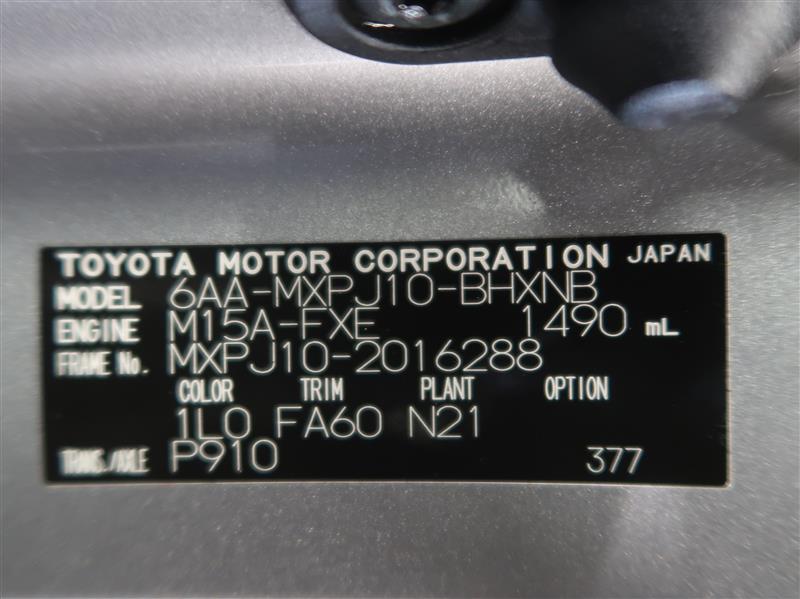 TOYOTA MOTOR CORPORATION JAPAN
MODEL 6AA-MXPJ10-BHXNB
ENGINE M15A-FXE 1490 mL
FRAME No. MXPJ10-2016288
COLOR TRIM PLANT OPTION
1L0 FA60 N21
TRANS./AXLE P910 377